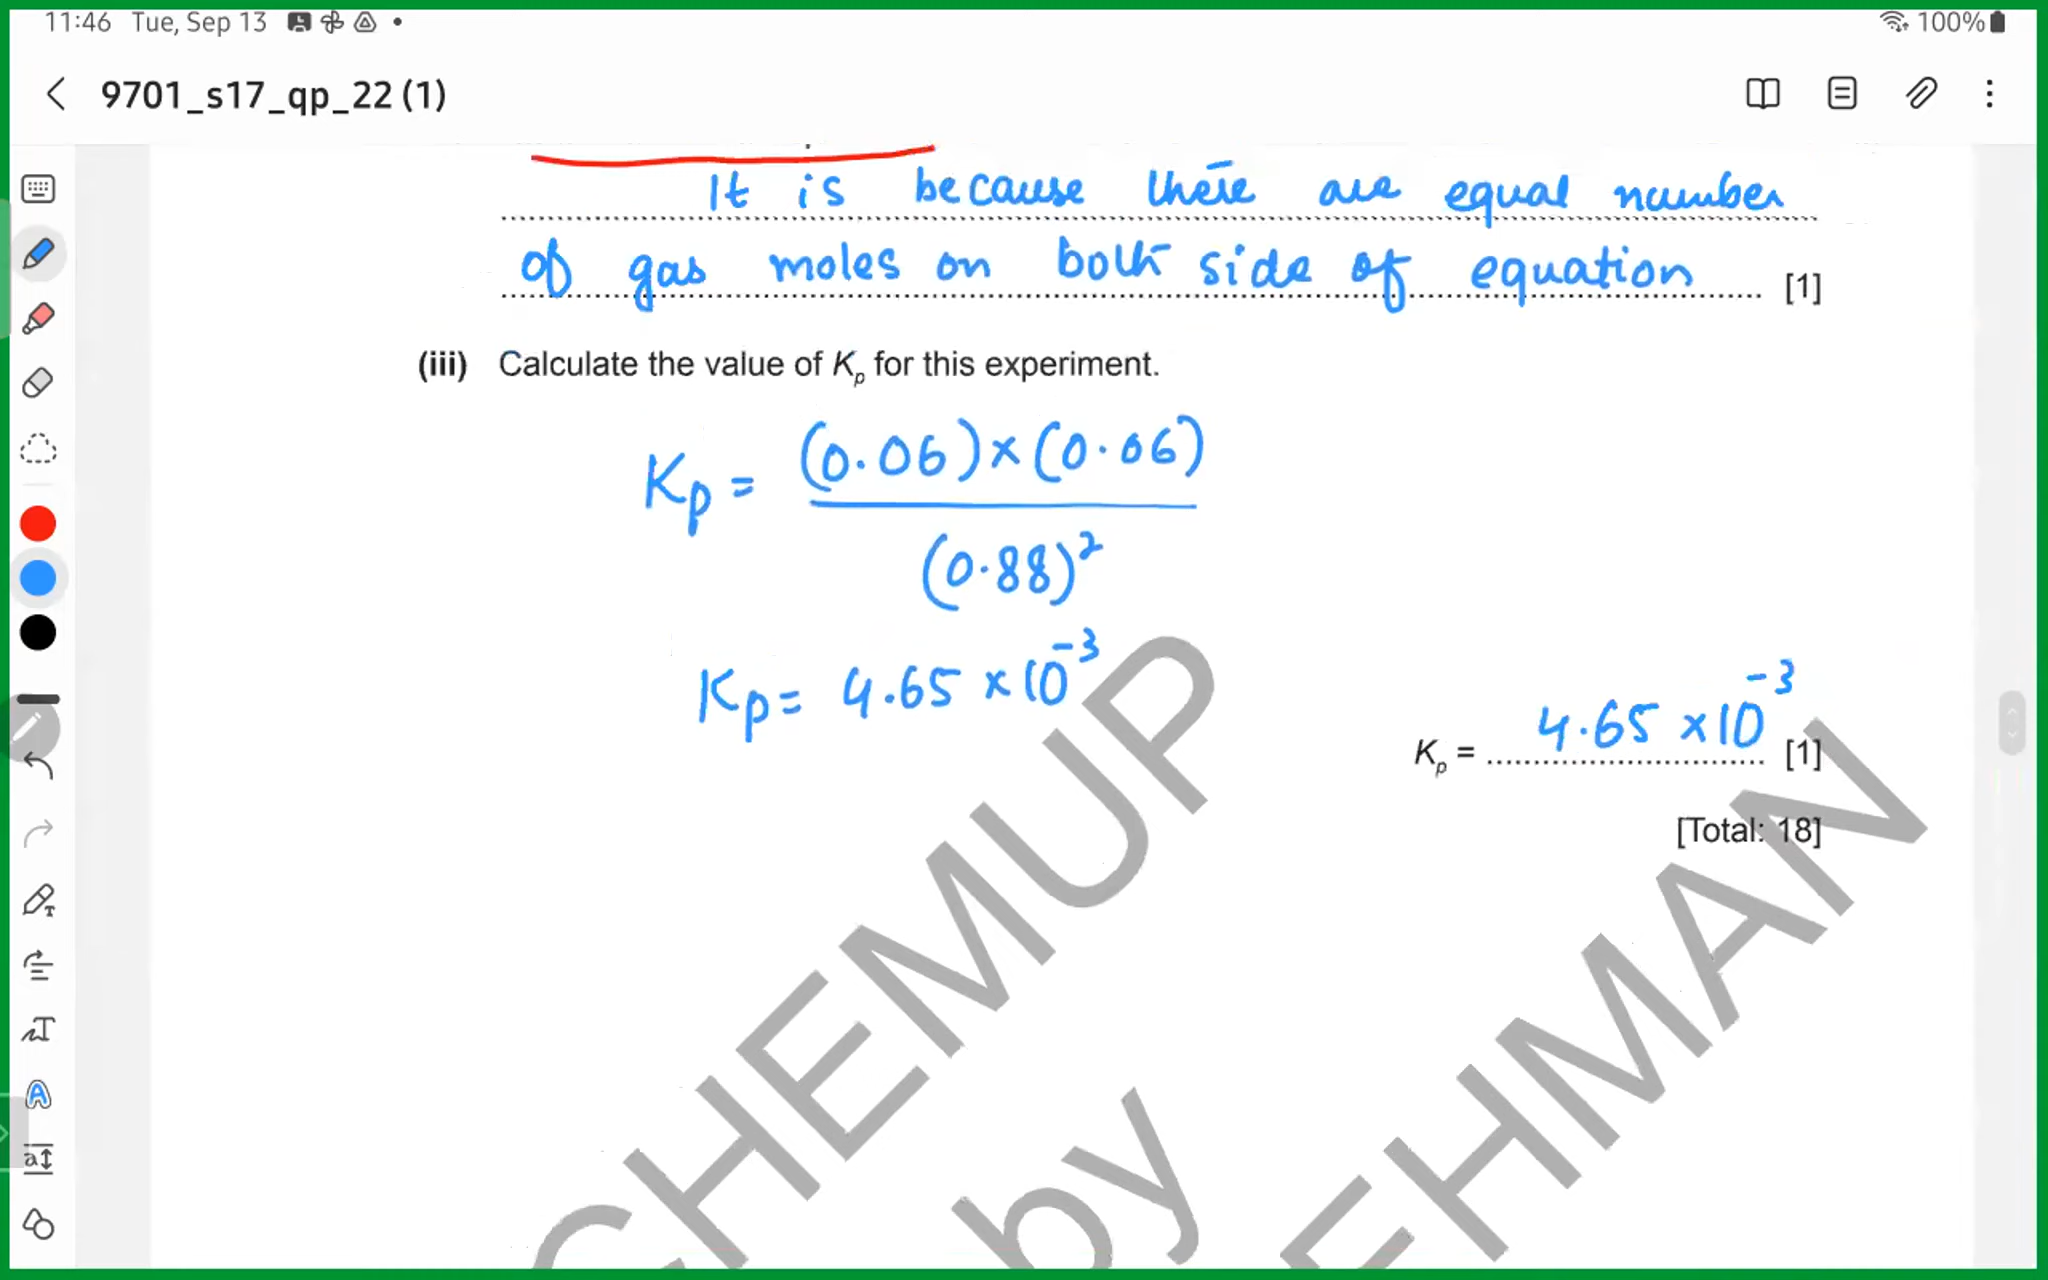 11:46 Tue, Sep 13 100%
9701_s17_qp_22 (1)
It is because there are equal number
of gas moles on both side of equation [1]
(iii) Calculate the value of Kp for this experiment.
Kp = (0.06)×(0.06)
(0.88)²
Kp = 4.65 ×10⁻³
4.65 ×10⁻³
Kp = .............................. [1]
[Total: 18]
CHEMUP
by
EHMAN